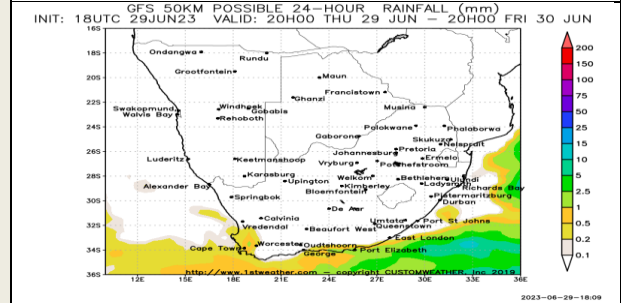 GFS 50KM POSSIBLE 24-HOUR RAINFALL (mm)
INIT: 18UTC 29JUN23 VALID: 20H00 THU 29 JUN – 20H00 FRI 30 JUN
16S
18S
20S
22S
24S
26S
28S
30S
32S
34S
36S
Ondangwa
Rundu
Grootfontein
Maun
Francistown
Ghanzi
Swakopmund
Walvis Bay
Windhoek
Gobabis
Rehoboth
Musina
Polokwane
Phalaborwa
Gaborone
Skukuza
Nelspruit
Johannesburg
Pretoria
Luderitz
Keetmanshoop
Vryburg
Potchefstroom
Ermelo
Karasburg
Upington
Welkom
Bethlehem
Ulundi
Alexander Bay
Kimberley
Ladysmith
Richards Bay
Springbok
Bloemfontein
Pietermaritzburg
Durban
De Aar
Calvinia
Umtata
Port St Johns
Vredendal
Beaufort West
Queenstown
East London
Cape Town
Worcester
Oudtshoorn
George
Port Elizabeth
http://www.1stweather.com – copyright CUSTOMWEATHER, Inc 2019
12E 15E 18E 21E 24E 27E 30E 33E 36E
200
150
100
75
50
25
15
10
5
2.5
1
0.5
0.2
0.1
2023-06-29-18:09